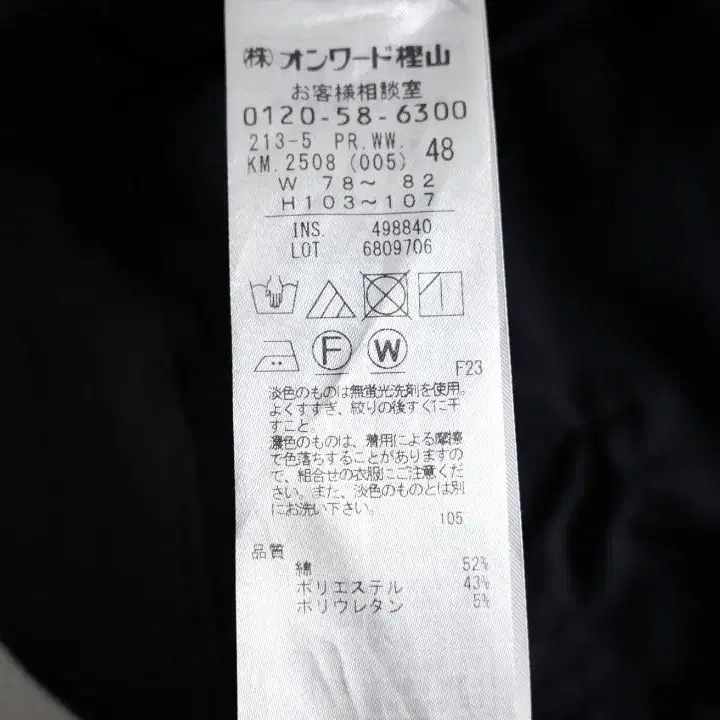 ㈱オンワード樫山
お客様相談室
0120-58-6300
213-5 PR.WW. 48
KM.2508 (005)
W 78～ 82
H103～107
INS. 498840
LOT 6809706
F W
F23
淡色のものは無蛍光洗剤を使用。
よくすすぎ、絞りの後すぐに干
すこと。
濃色のものは、着用による摩擦
で色落ちすることがありますの
で、組合せの衣服にご注意くだ
さい。また、淡色のものとは別
にお洗い下さい。
105
品質
綿 52%
ポリエステル 43%
ポリウレタン 5%